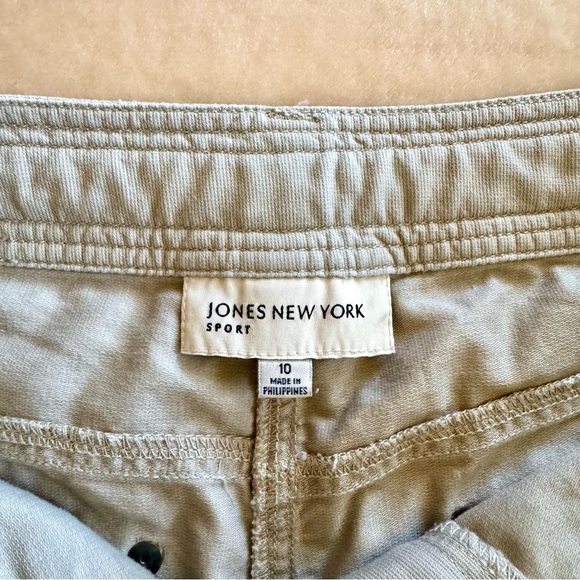 JONES NEW YORK
SPORT
10
MADE IN
PHILIPPINES